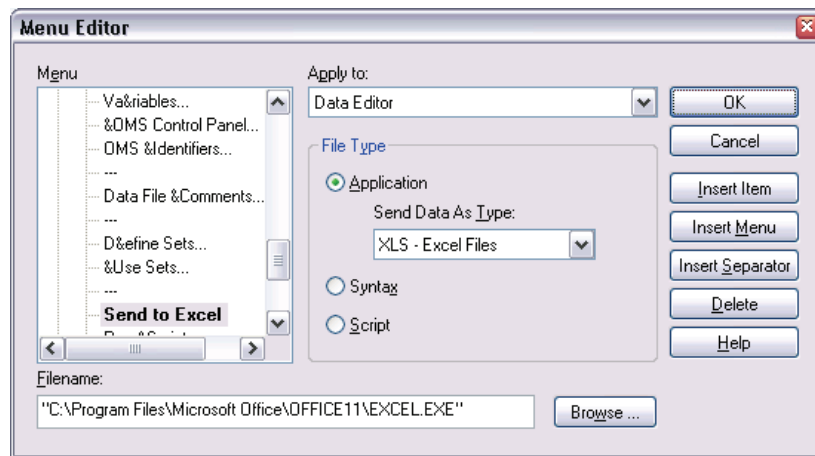 Menu Editor
Menu
Va&riables...
&OMS Control Panel...
OMS &Identifiers...
---
Data File &Comments...
---
D&efine Sets...
&Use Sets...
---
Send to Excel
Apply to:
Data Editor
File Type
Application
Send Data As Type:
XLS - Excel Files
Syntax
Script
OK
Cancel
Insert Item
Insert Menu
Insert Separator
Delete
Help
Filename:
"C:\Program Files\Microsoft Office\OFFICE11\EXCEL.EXE"
Browse ...